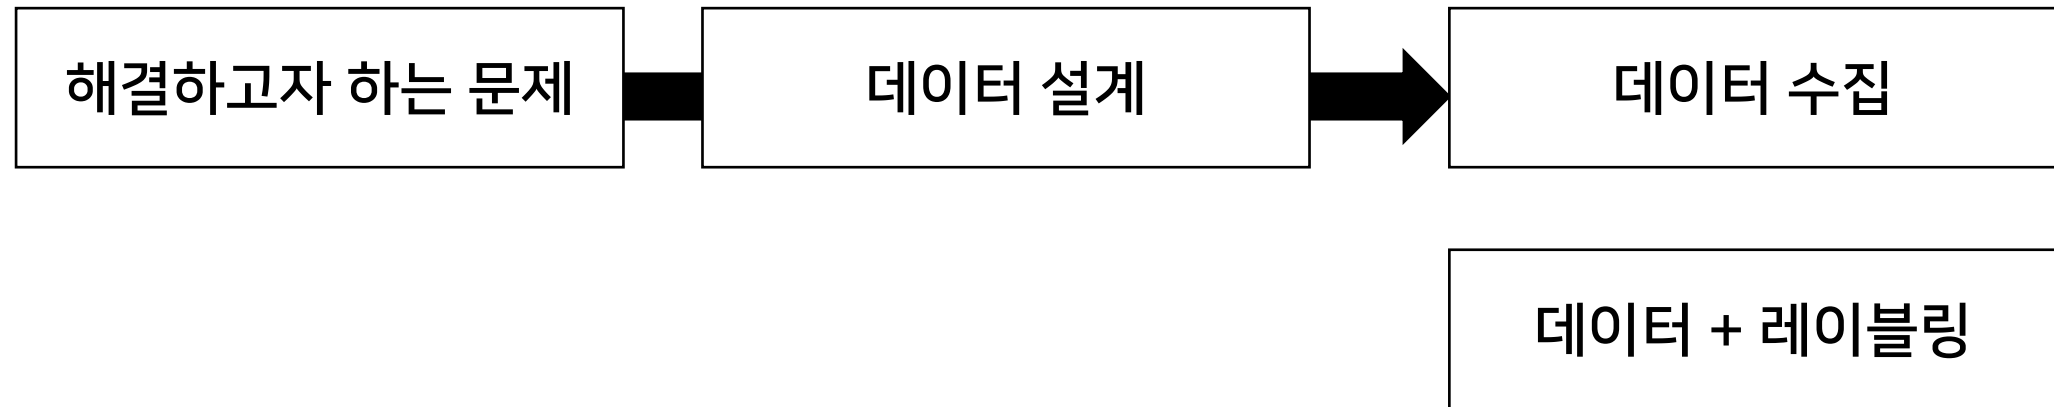 해결하고자 하는 문제
데이터 설계
데이터 수집
데이터 + 레이블링